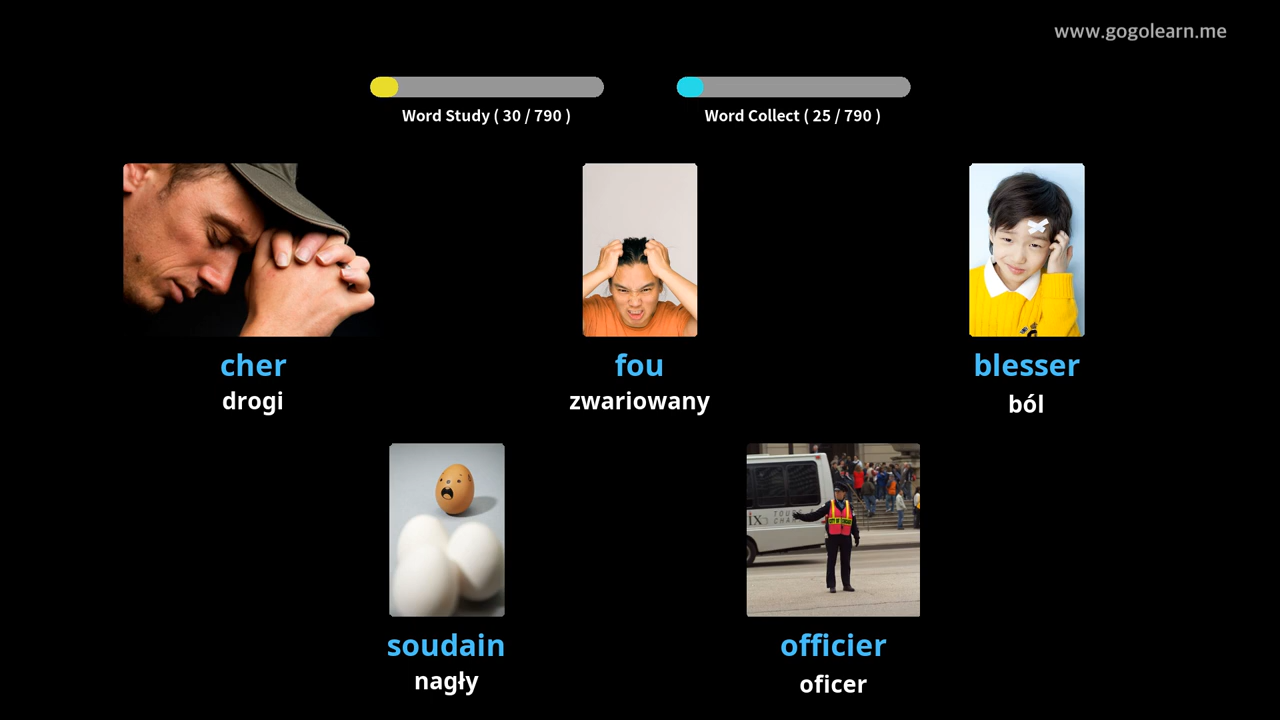 www.gogolearn.me
Word Study ( 30 / 790 )
Word Collect ( 25 / 790 )
cher
drogi
fou
zwariowany
blesser
ból
soudain
nagły
officier
oficer